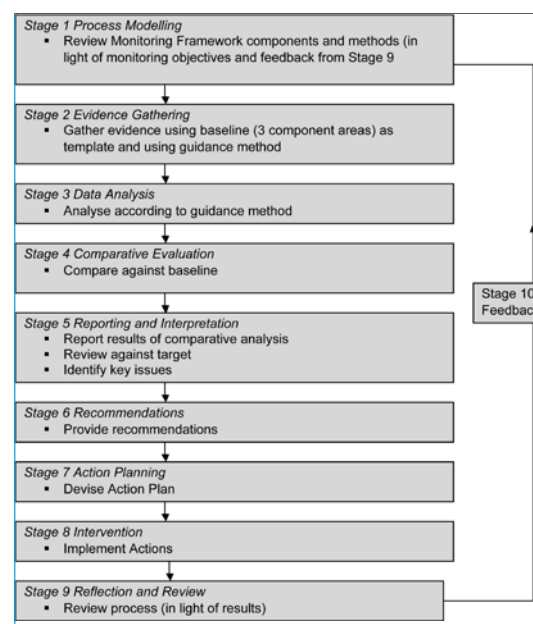 Stage 1 Process Modelling
▪ Review Monitoring Framework components and methods (in
light of monitoring objectives and feedback from Stage 9
Stage 2 Evidence Gathering
▪ Gather evidence using baseline (3 component areas) as
template and using guidance method
Stage 3 Data Analysis
▪ Analyse according to guidance method
Stage 4 Comparative Evaluation
▪ Compare against baseline
Stage 5 Reporting and Interpretation
▪ Report results of comparative analysis
▪ Review against target
▪ Identify key issues
Stage 6 Recommendations
▪ Provide recommendations
Stage 7 Action Planning
▪ Devise Action Plan
Stage 8 Intervention
▪ Implement Actions
Stage 9 Reflection and Review
▪ Review process (in light of results)
Stage 10
Feedback